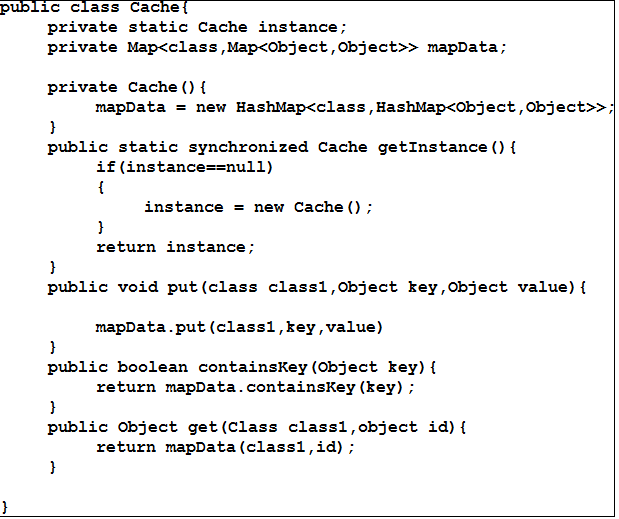 public class Cache{
private static Cache instance;
private Map<class,Map<Object,Object>> mapData;
private Cache(){
mapData = new HashMap<class,HashMap<Object,Object>>;
}
public static synchronized Cache getInstance(){
if(instance==null)
{
instance = new Cache();
}
return instance;
}
public void put(class class1,Object key,Object value){
mapData.put(class1,key,value)
}
public boolean containsKey(Object key){
return mapData.containsKey(key);
}
public Object get(Class class1,object id){
return mapData(class1,id);
}
}